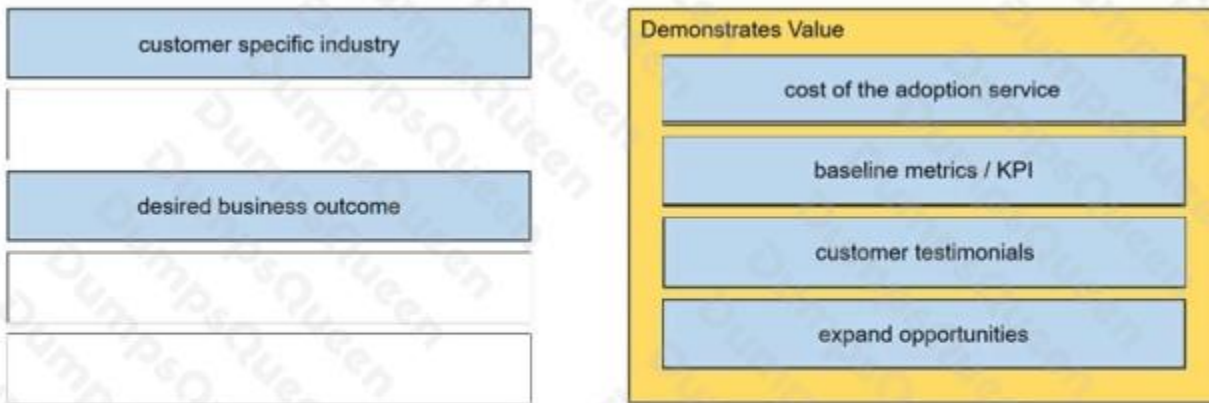 customer specific industry
desired business outcome
Demonstrates Value
cost of the adoption service
baseline metrics / KPI
customer testimonials
expand opportunities
DumpsQueen